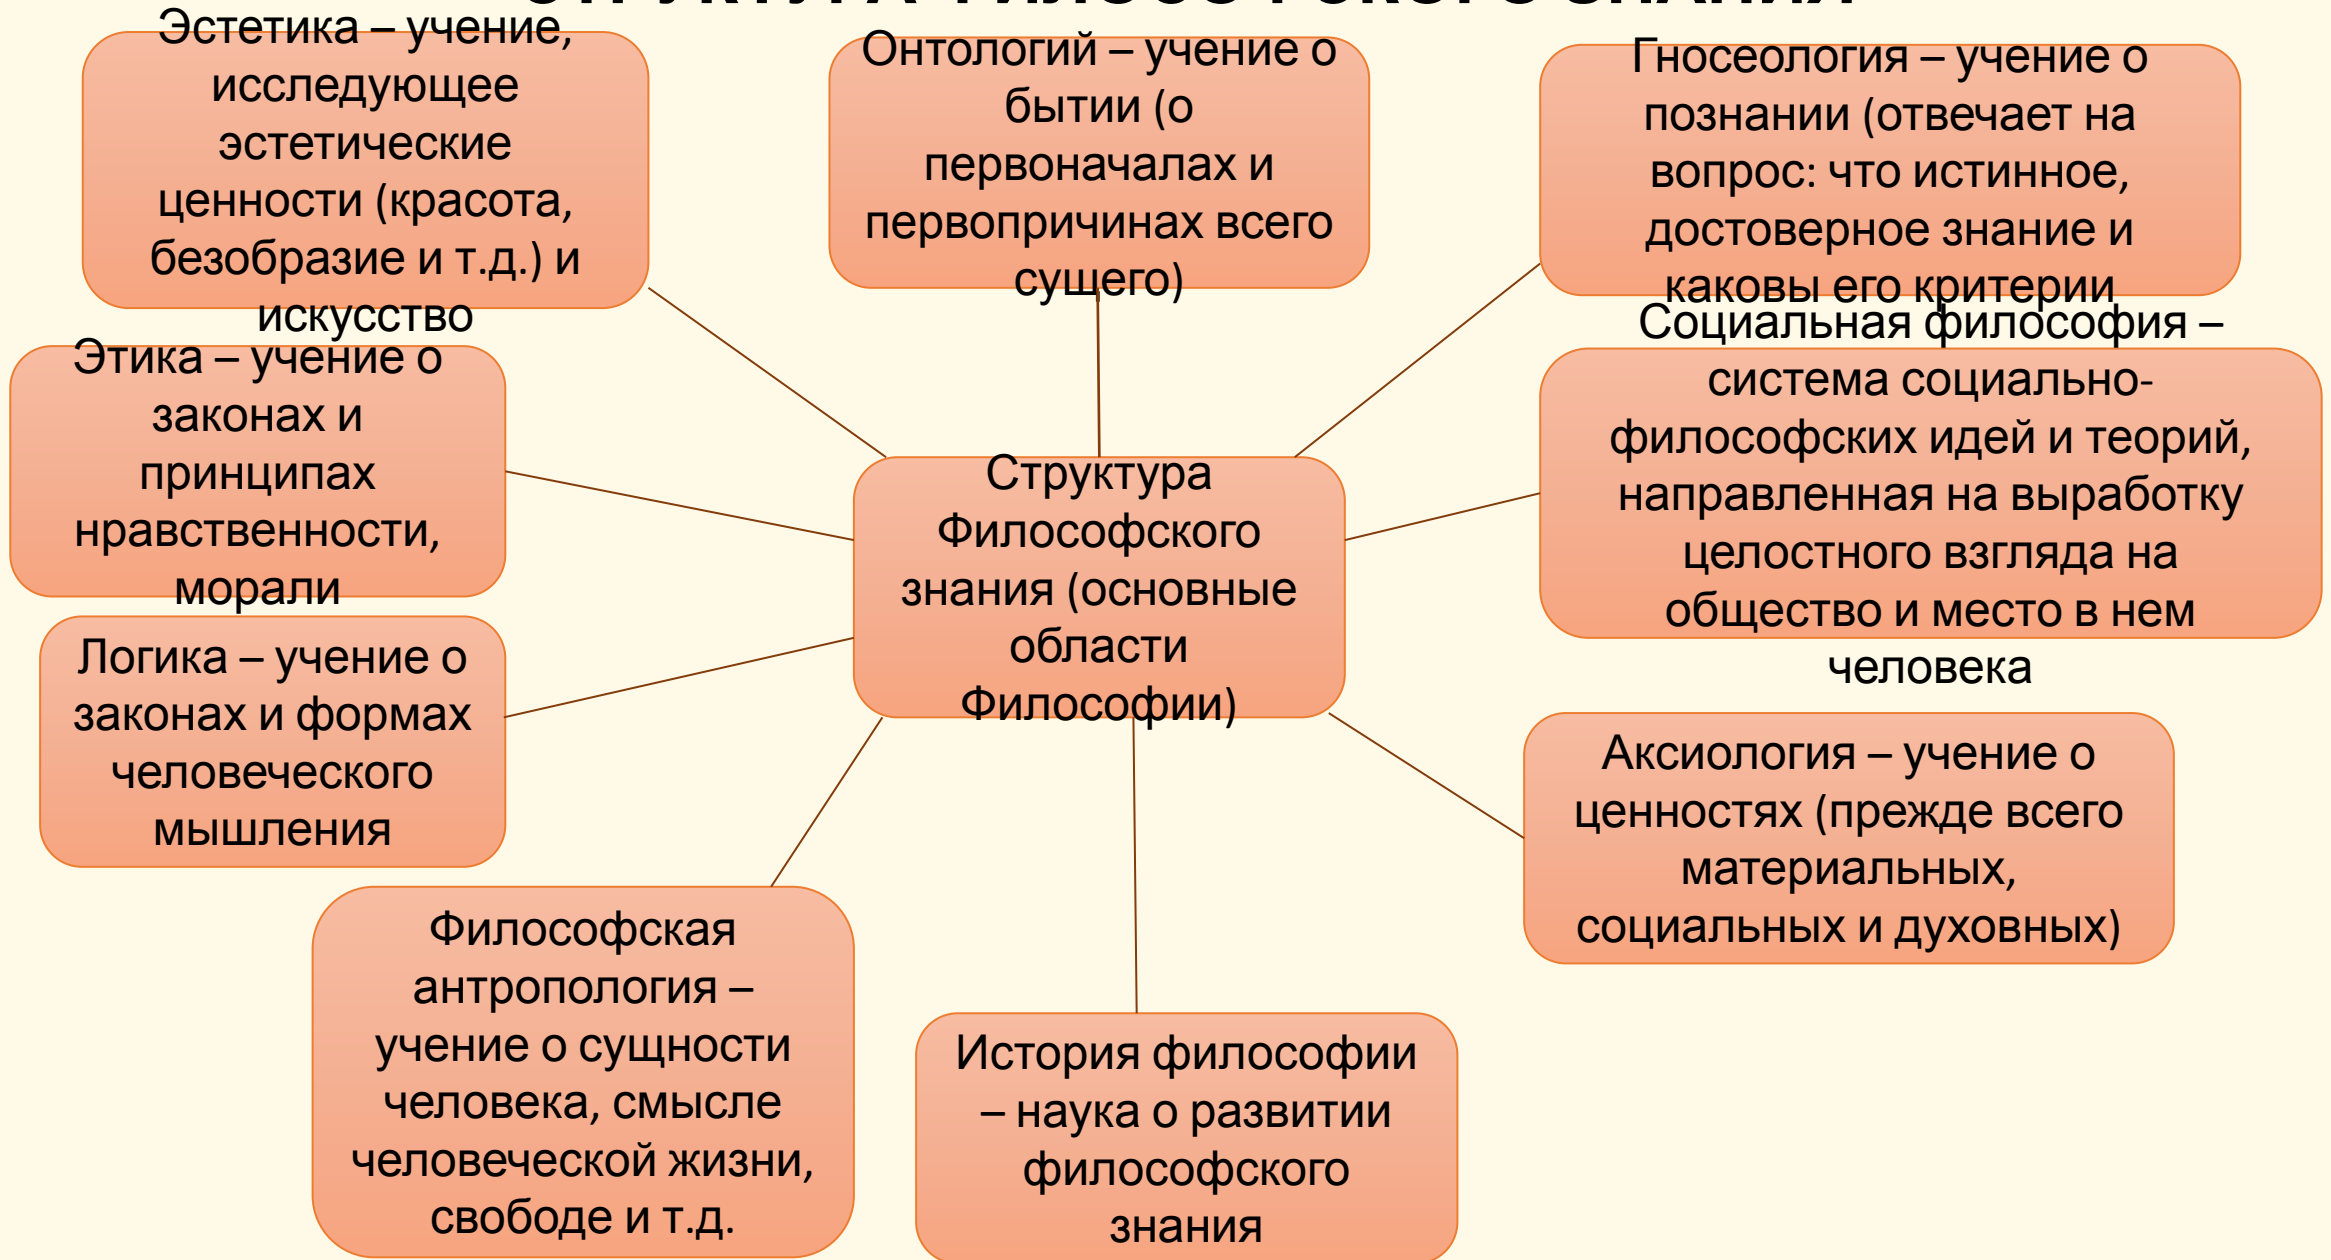 СТРУКТУРА ФИЛОСОФСКОГО ЗНАНИЯ
Эстетика – учение,
исследующее
эстетические
ценности (красота,
безобразие и т.д.) и
искусство
Онтологий – учение о
бытии (о
первоначалах и
первопричинах всего
сущего)
Гносеология – учение о
познании (отвечает на
вопрос: что истинное,
достоверное знание и
каковы его критерии
Этика – учение о
законах и
принципах
нравственности,
морали
Структура
Философского
знания (основные
области
Философии)
Социальная философия –
система социально-
философских идей и теорий,
направленная на выработку
целостного взгляда на
общество и место в нем
человека
Логика – учение о
законах и формах
человеческого
мышления
Аксиология – учение о
ценностях (прежде всего
материальных,
социальных и духовных)
Философская
антропология –
учение о сущности
человека, смысле
человеческой жизни,
свободе и т.д.
История философии
– наука о развитии
философского
знания